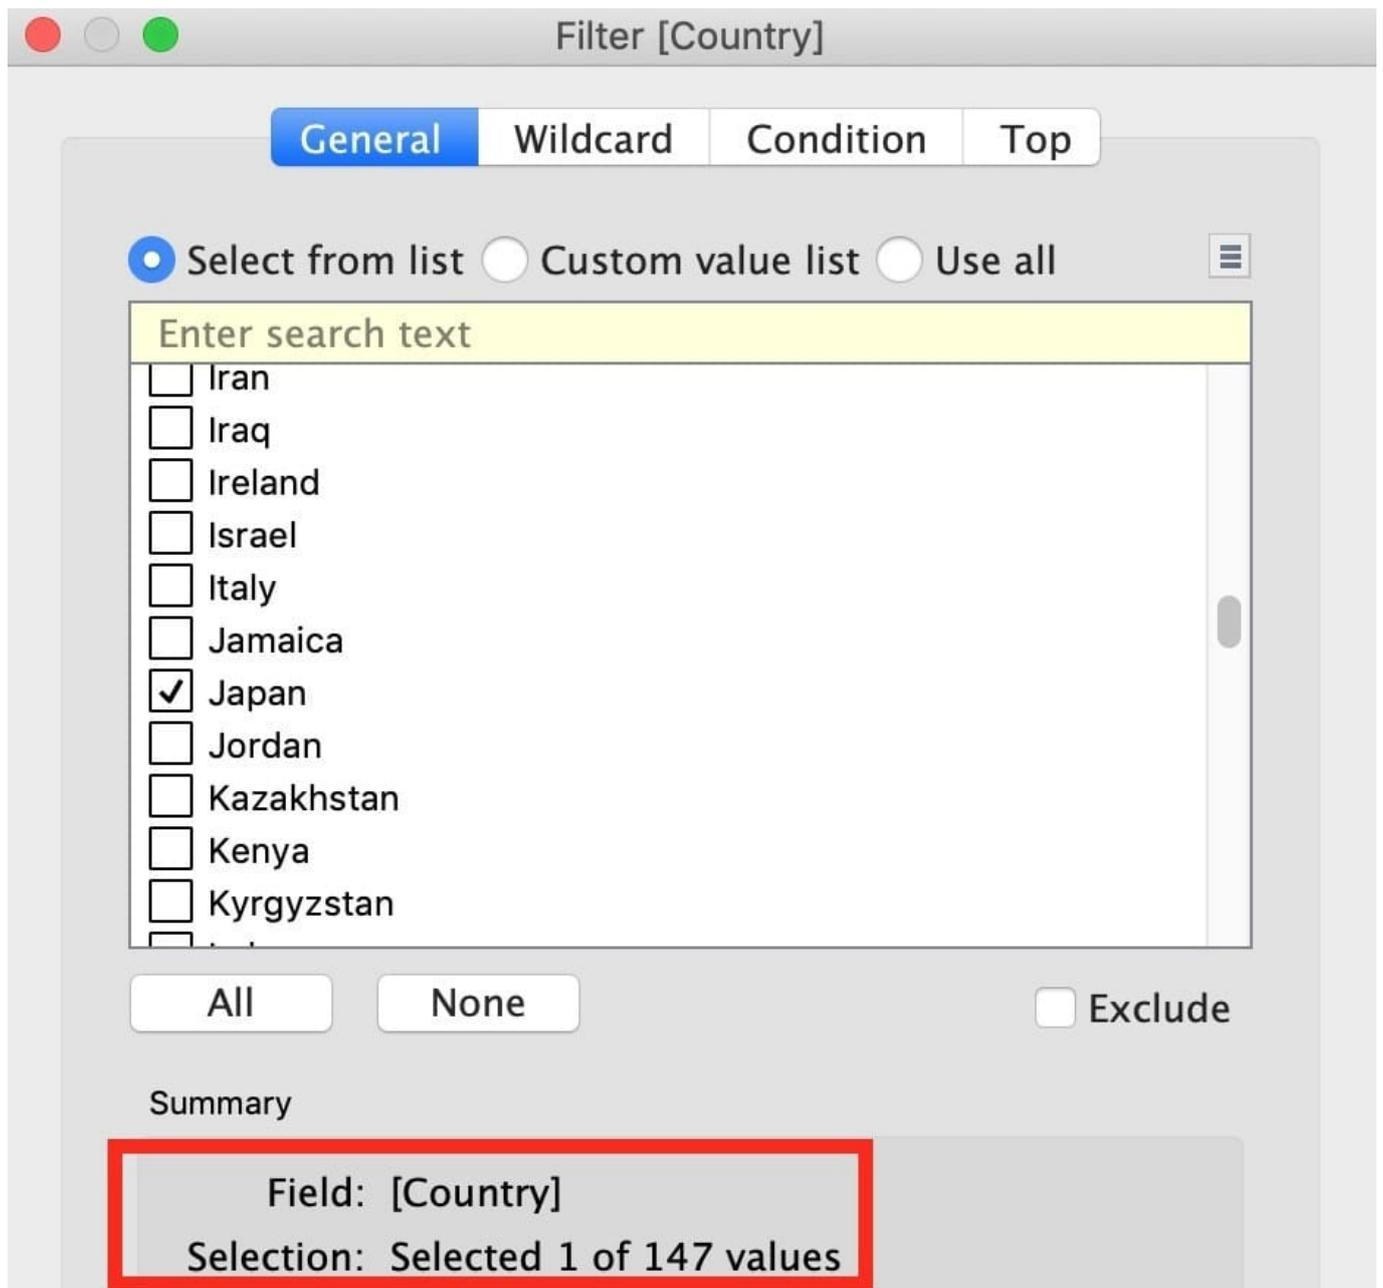 Filter [Country]
General Wildcard Condition Top
Select from list Custom value list Use all
Enter search text
Iran
Iraq
Ireland
Israel
Italy
Jamaica
Japan
Jordan
Kazakhstan
Kenya
Kyrgyzstan
All None Exclude
Summary
Field: [Country]
Selection: Selected 1 of 147 values